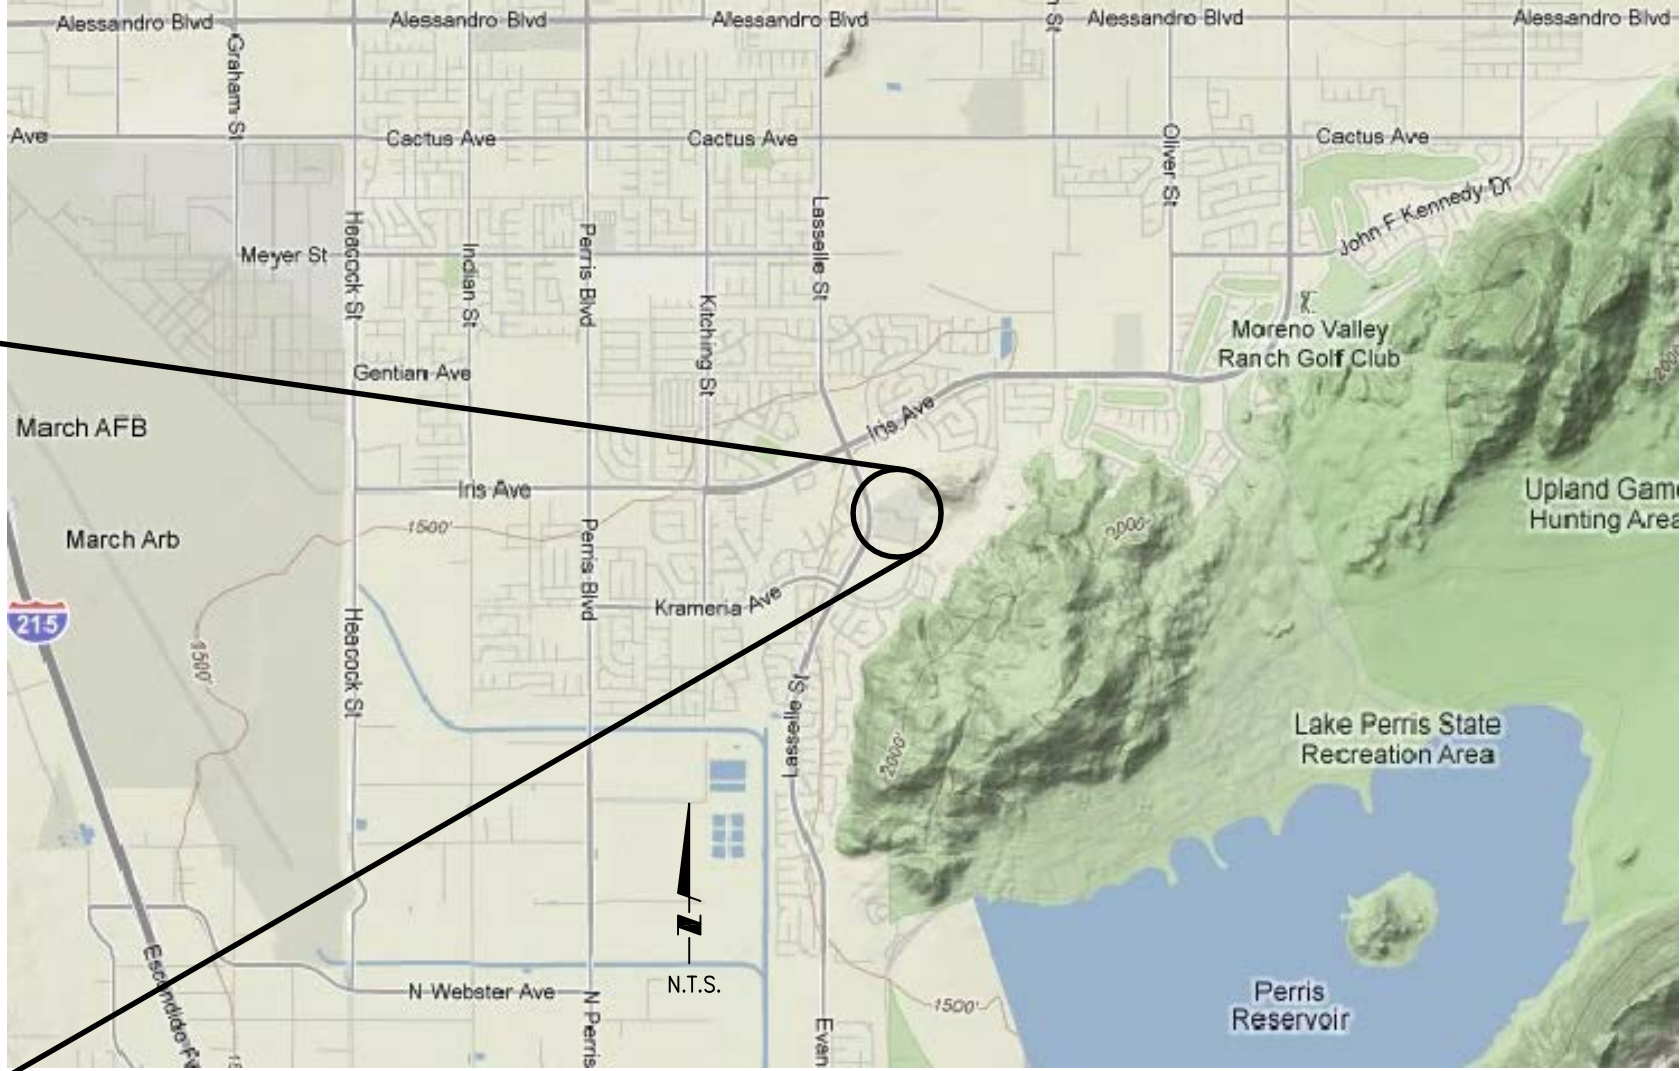 Alessandro Blvd
Alessandro Blvd
Alessandro Blvd
Alessandro Blvd
Alessandro Blvd
St
Graham St
Ave
Cactus Ave
Cactus Ave
Cactus Ave
Oliver St
John F Kennedy Dr
Meyer St
Heacock St
Indian St
Perris Blvd
Kitching St
Lasselle St
Moreno Valley
Ranch Golf Club
Gentian Ave
Iris Ave
March AFB
Iris Ave
Upland Game
Hunting Area
1500'
2000'
March Arb
Perris Blvd
215
Krameria Ave
1500'
Heacock St
Lasselle St
2000'
Lake Perris State
Recreation Area
N
N.T.S.
Escondido
N Webster Ave
N Perris
Evan
1500'
Perris
Reservoir